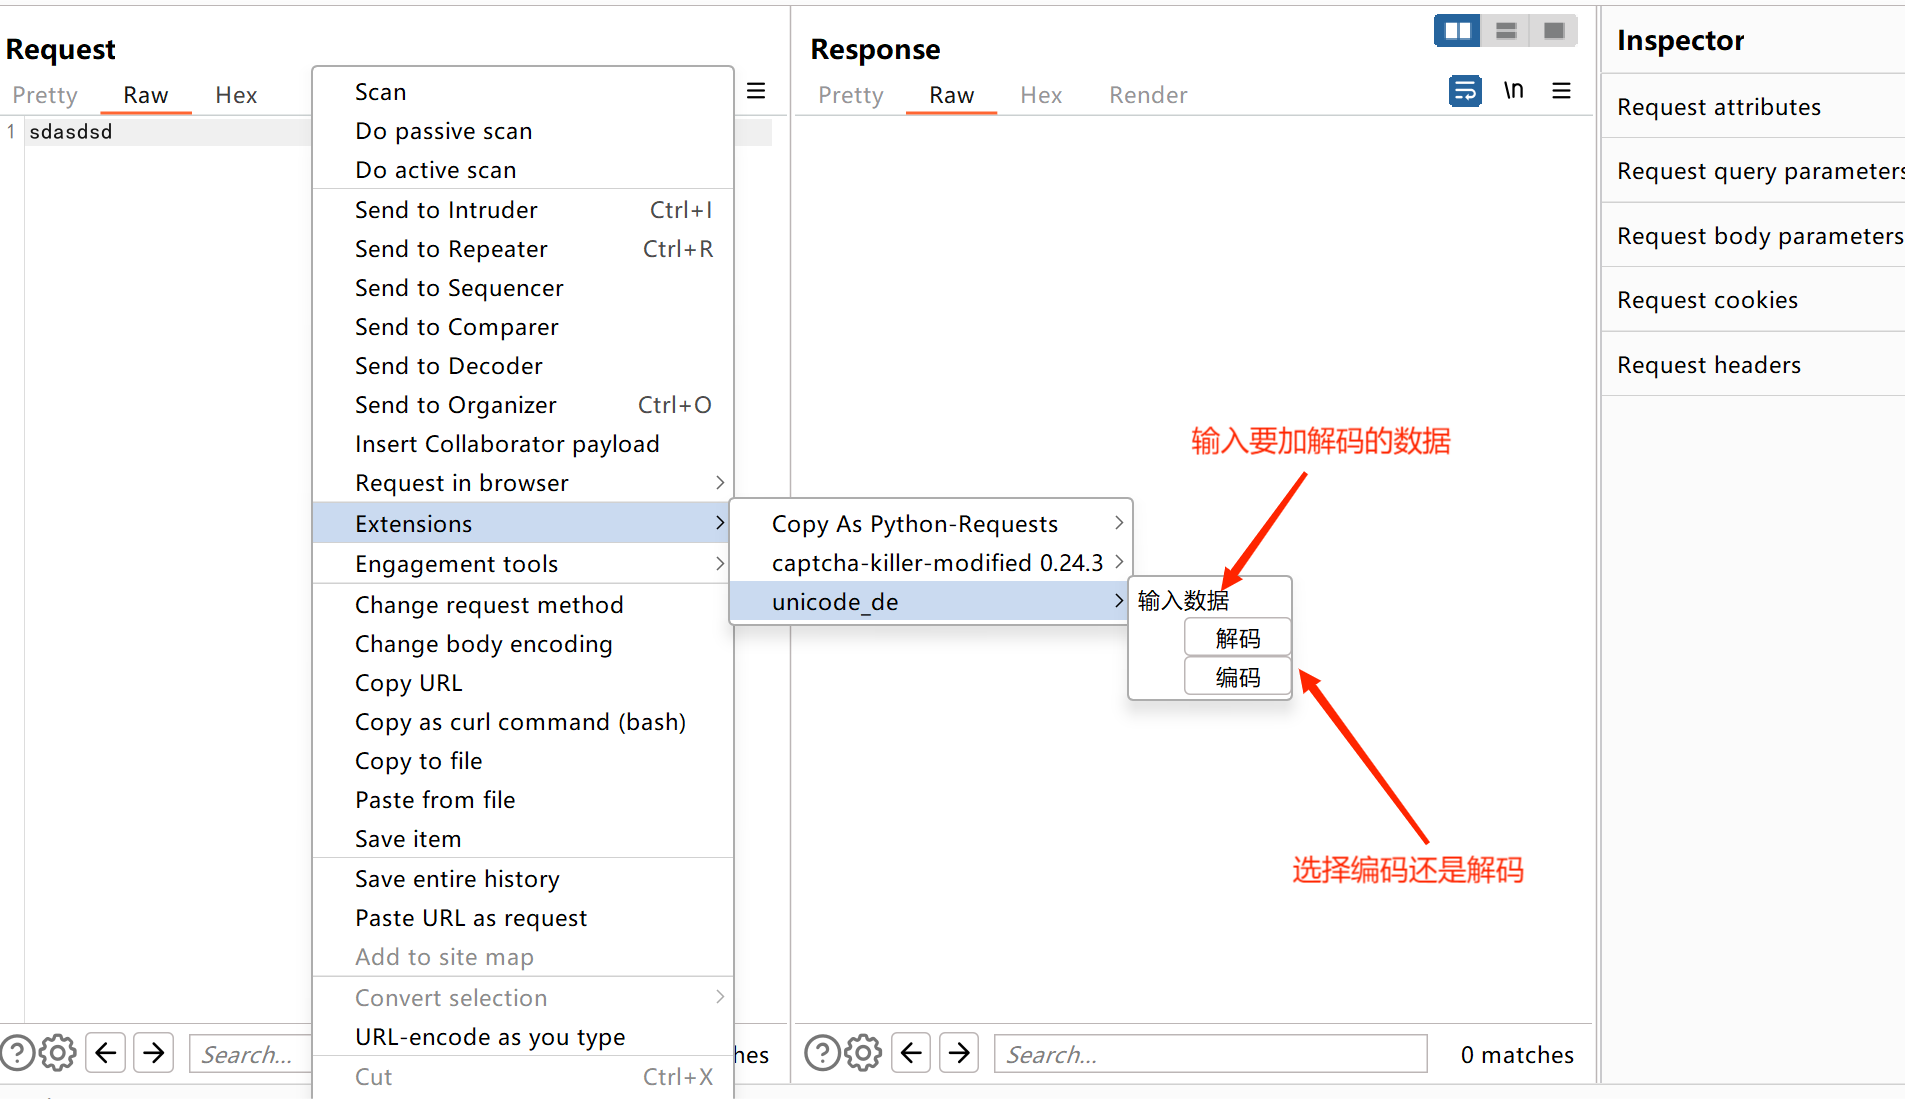 Request
Pretty Raw Hex
1 sdasdsd
Scan
Do passive scan
Do active scan
Send to Intruder Ctrl+I
Send to Repeater Ctrl+R
Send to Sequencer
Send to Comparer
Send to Decoder
Send to Organizer Ctrl+O
Insert Collaborator payload
Request in browser
Extensions
Engagement tools
Change request method
Change body encoding
Copy URL
Copy as curl command (bash)
Copy to file
Paste from file
Save item
Save entire history
Paste URL as request
Add to site map
Convert selection
URL-encode as you type
Cut Ctrl+X
Search...
hes
Copy As Python-Requests
captcha-killer-modified 0.24.3
unicode_de
输入数据
解码
编码
Response
Pretty Raw Hex Render
\n
输入要加解码的数据
选择编码还是解码
Search...
0 matches
Inspector
Request attributes
Request query parameters
Request body parameters
Request cookies
Request headers